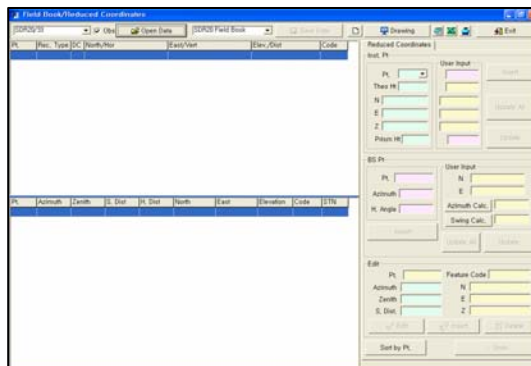 Field Book/Reduced Coordinates
SDR20/33 Obs Open Data SDR2B Field Book Save Data Drawing Exit
Pt. Rec. Type DC North/Hor East/Vert Elev./Dist Code
Reduced Coordinates
Inst. Pt
User Input
Pt. Insert
Theo Ht
N Update All
E
Z Update
Prism Ht
BS Pt
User Input
Pt. N
E
Azimuth Azimuth Calc.
H. Angle Swing Calc.
Insert Update All Update
Pt. Azimuth Zenith S. Dist H. Dist North East Elevation Code STN
Edit
Pt. Feature Code
Azimuth N
Zenith E
S. Dist. Z
Edit Insert Delete
Sort by Pt.